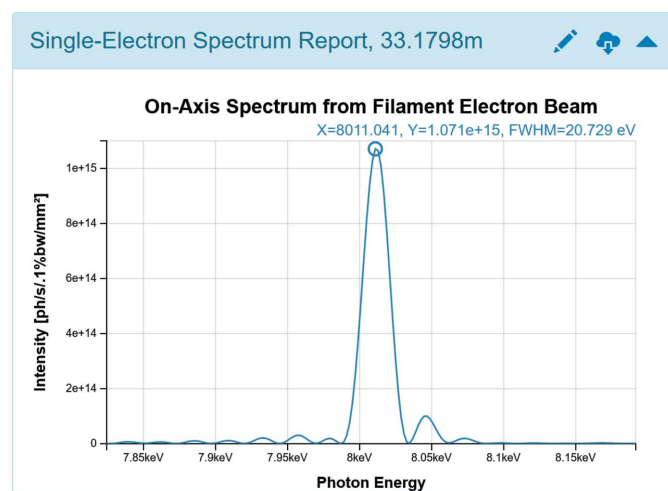 Single-Electron Spectrum Report, 33.1798m
On-Axis Spectrum from Filament Electron Beam
X=8011.041, Y=1.071e+15, FWHM=20.729 eV
Intensity [ph/s/.1%bw/mm²]
1e+15
8e+14
6e+14
4e+14
2e+14
0
7.85keV 7.9keV 7.95keV 8keV 8.05keV 8.1keV 8.15keV
Photon Energy